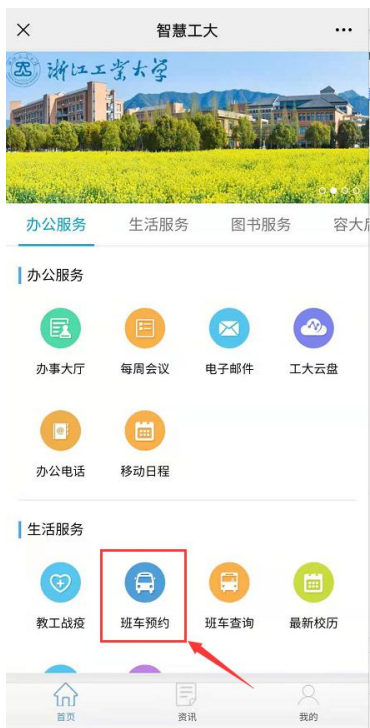 智慧工大
浙江工业大学
办公服务 生活服务 图书服务 容大后
办公服务
办事大厅 每周会议 电子邮件 工大云盘
办公电话 移动日程
生活服务
教工战疫 班车预约 班车查询 最新校历
首页 资讯 我的